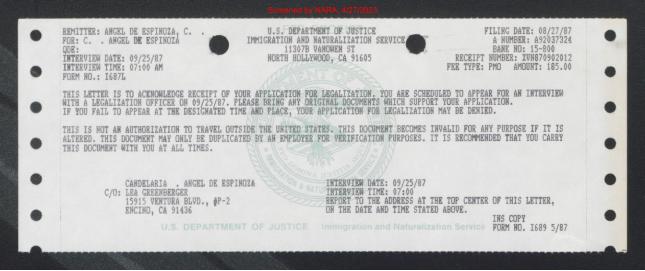 Screened by NARA, 4/27/2023
REMITTER: ANGEL DE ESPINOZA, C. .
FOR: C. . ANGEL DE ESPINOZA
QDE:
INTERVIEW DATE: 09/25/87
INTERVIEW TIME: 07:00 AM
FORM NO.: I687L
U.S. DEPARTMENT OF JUSTICE
IMMIGRATION AND NATURALIZATION SERVICE
11307B VANOWEN ST
NORTH HOLLYWOOD, CA 91605
FILING DATE: 08/27/87
A NUMBER: A92037324
BANK NO: 15-800
RECEIPT NUMBER: IVN870902012
FEE TYPE: PMO AMOUNT: 185.00
THIS LETTER IS TO ACKNOWLEDGE RECEIPT OF YOUR APPLICATION FOR LEGALIZATION. YOU ARE SCHEDULED TO APPEAR FOR AN INTERVIEW
WITH A LEGALIZATION OFFICER ON 09/25/87. PLEASE BRING ANY ORIGINAL DOCUMENTS WHICH SUPPORT YOUR APPLICATION.
IF YOU FAIL TO APPEAR AT THE DESIGNATED TIME AND PLACE, YOUR APPLICATION FOR LEGALIZATION MAY BE DENIED.
THIS IS NOT AN AUTHORIZATION TO TRAVEL OUTSIDE THE UNITED STATES. THIS DOCUMENT BECOMES INVALID FOR ANY PURPOSE IF IT IS
ALTERED. THIS DOCUMENT MAY ONLY BE DUPLICATED BY AN EMPLOYER FOR VERIFICATION PURPOSES. IT IS RECOMMENDED THAT YOU CARRY
THIS DOCUMENT WITH YOU AT ALL TIMES.
CANDELARIA . ANGEL DE ESPINOZA
C/O: LEA GREENBERGER
15915 VENTURA BLVD., #P-2
ENCINO, CA 91436
INTERVIEW DATE: 09/25/87
INTERVIEW TIME: 07:00
REPORT TO THE ADDRESS AT THE TOP CENTER OF THIS LETTER,
ON THE DATE AND TIME STATED ABOVE.
INS COPY
FORM NO. I689 5/87
U.S. DEPARTMENT OF JUSTICE Immigration and Naturalization Service